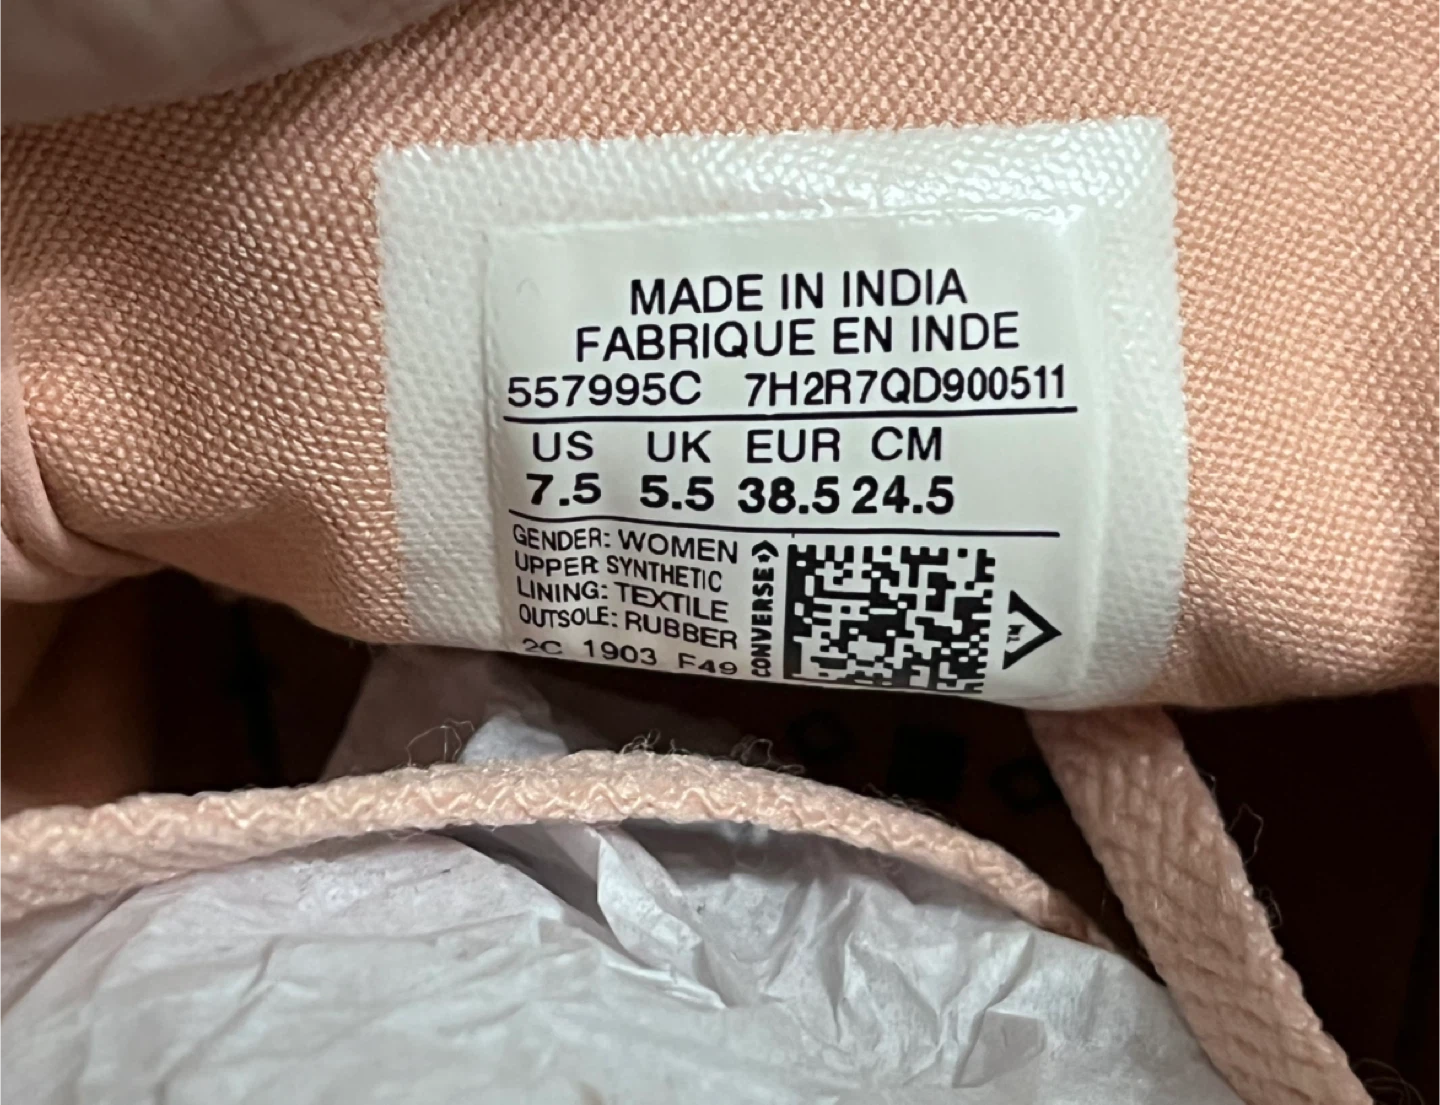 MADE IN INDIA
FABRIQUE EN INDE
557995C 7H2R7QD900511
US UK EUR CM
7.5 5.5 38.5 24.5
GENDER: WOMEN
UPPER SYNTHETIC
LINING: TEXTILE
OUTSOLE: RUBBER
2C 1903 F49
CONVERSE